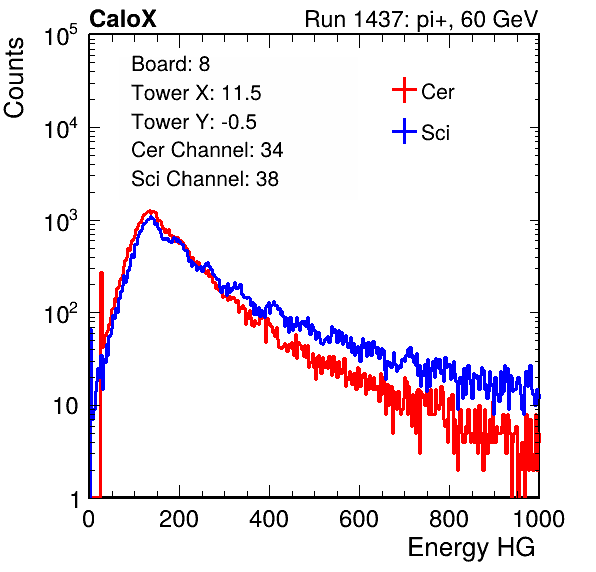 CaloX Run 1437: pi+, 60 GeV
Board: 8
Tower X: 11.5
Tower Y: -0.5
Cer Channel: 34
Sci Channel: 38
Cer
Sci
Counts
10^5
10^4
10^3
10^2
10
1
0 200 400 600 800 1000
Energy HG